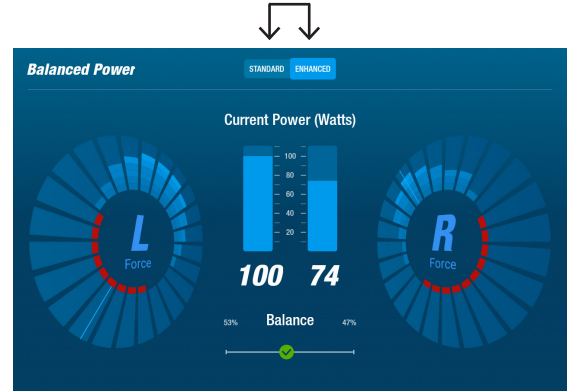 Balanced Power
STANDARD ENHANCED
Current Power (Watts)
100
80
60
40
20
L
Force
R
Force
100 74
53% Balance 47%